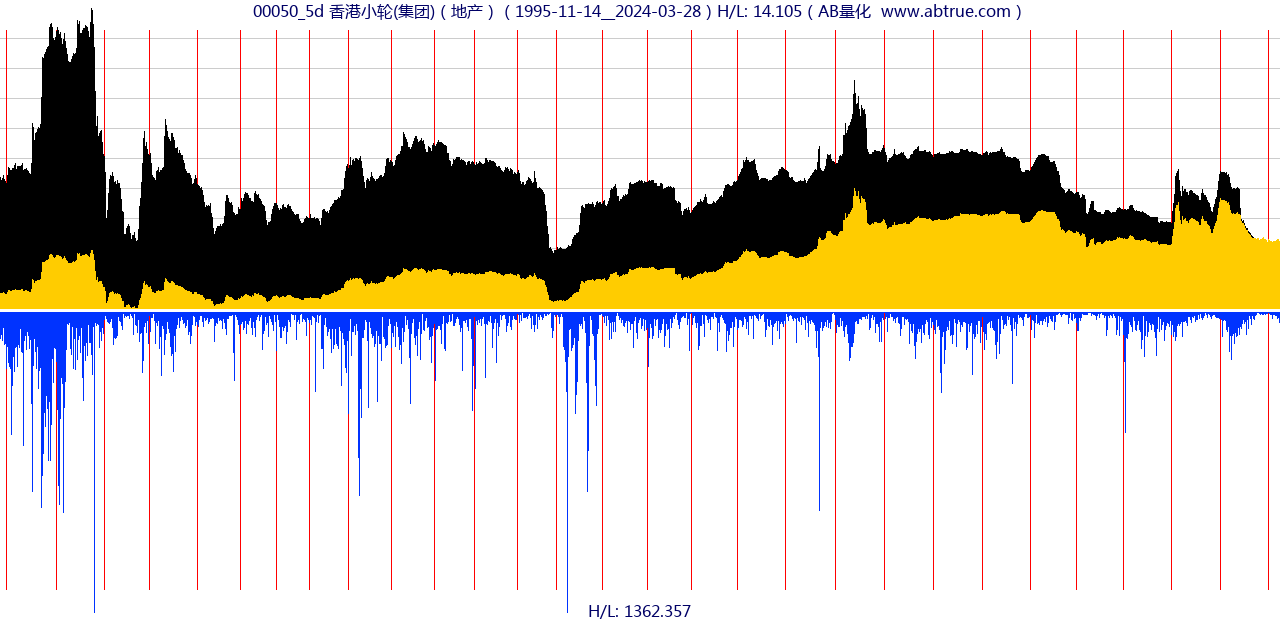 00050_5d 香港小轮(集团) ( 地产 ) ( 1995-11-14__2024-03-28 ) H/L: 14.105 ( AB量化 www.abtrue.com )
H/L: 1362.357